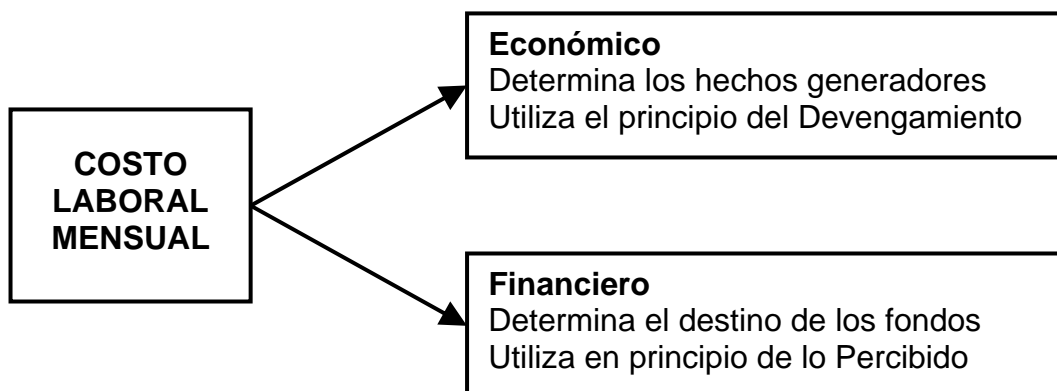 COSTO
LABORAL
MENSUAL
Económico
Determina los hechos generadores
Utiliza el principio del Devengamiento
Financiero
Determina el destino de los fondos
Utiliza en principio de lo Percibido